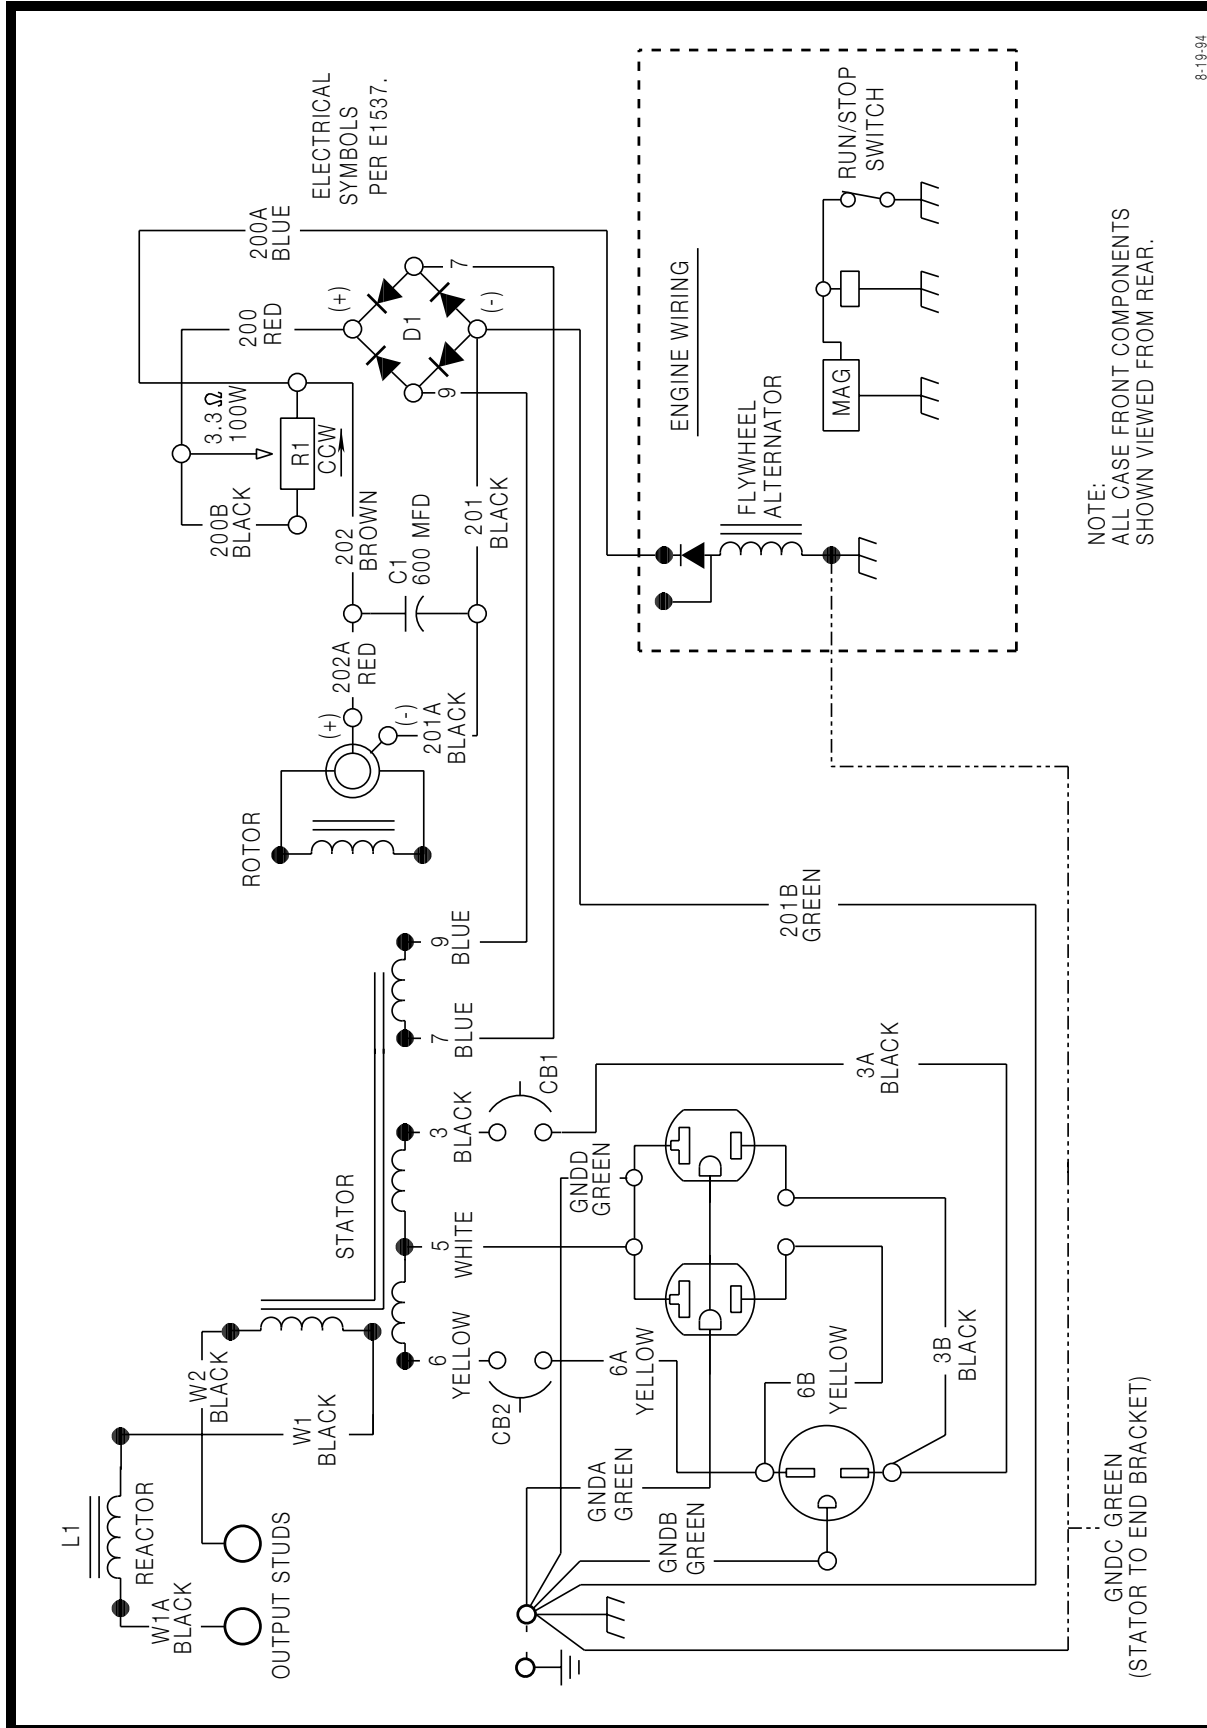 L1
REACTOR
W1A
BLACK
OUTPUT STUDS
W2
BLACK
W1
BLACK
STATOR
6
YELLOW
5
WHITE
3
BLACK
7
BLUE
9
BLUE
CB2
CB1
ROTOR
(+)
(-)
202A
RED
201A
BLACK
C1
600 MFD
202
BROWN
201
BLACK
200B
BLACK
R1
CCW
3.3 Ω
100W
200
RED
200A
BLUE
(+)
D1
(-)
9
7
ELECTRICAL
SYMBOLS
PER E1537.
GNDA
GREEN
GNDB
GREEN
6A
YELLOW
GNDD
GREEN
6B
YELLOW
3B
BLACK
3A
BLACK
201B
GREEN
GNDC GREEN
(STATOR TO END BRACKET)
ENGINE WIRING
FLYWHEEL
ALTERNATOR
MAG
RUN/STOP
SWITCH
NOTE:
ALL CASE FRONT COMPONENTS
SHOWN VIEWED FROM REAR.
8-19-94